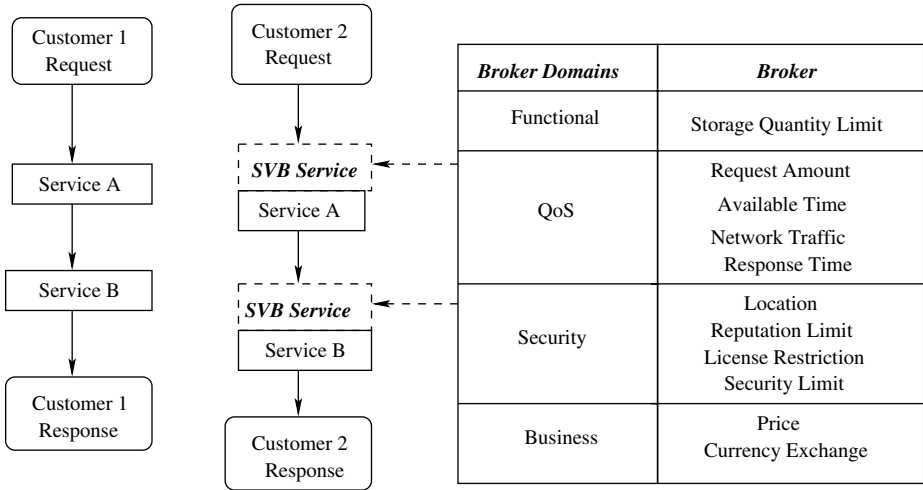 Customer 1
Request
Service A
Service B
Customer 1
Response
Customer 2
Request
SVB Service
Service A
SVB Service
Service B
Customer 2
Response
Broker Domains
Broker
Functional
Storage Quantity Limit
QoS
Request Amount
Available Time
Network Traffic
Response Time
Security
Location
Reputation Limit
License Restriction
Security Limit
Business
Price
Currency Exchange